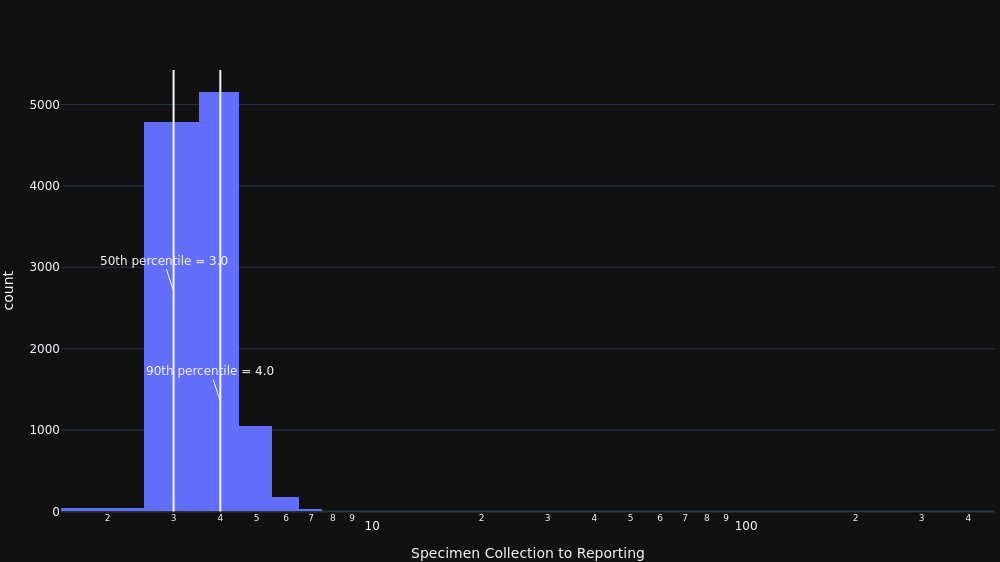 5000
4000
3000
2000
1000
0
count
50th percentile = 3.0
90th percentile = 4.0
2 3 4 5 6 7 8 9 10 2 3 4 5 6 7 8 9 100 2 3 4
Specimen Collection to Reporting